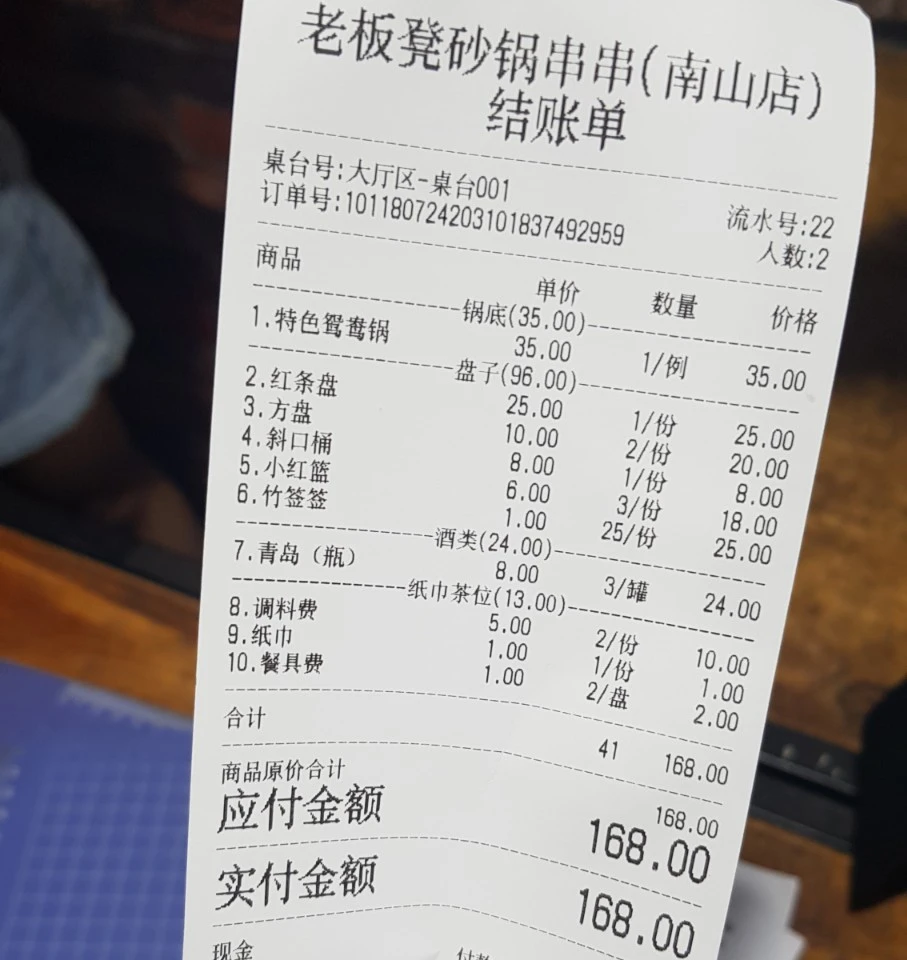 老板凳砂锅串串(南山店)
结账单
桌台号:大厅区-桌台001 流水号:22
订单号:101180724203101837492959 人数:2
商品 单价 数量 价格
锅底(35.00)
1.特色鸳鸯锅 35.00 1/例 35.00
盘子(96.00)
2.红条盘 25.00 1/份 25.00
3.方盘 10.00 2/份 20.00
4.斜口桶 8.00 1/份 8.00
5.小红篮 6.00 3/份 18.00
6.竹签签 1.00 25/份 25.00
酒类(24.00)
7.青岛（瓶） 8.00 3/罐 24.00
纸巾茶位(13.00)
8.调料费 5.00 2/份 10.00
9.纸巾 1.00 1/份 1.00
10.餐具费 1.00 2/盘 2.00
合计 41 168.00
商品原价合计 168.00
应付金额 168.00
实付金额 168.00
现金